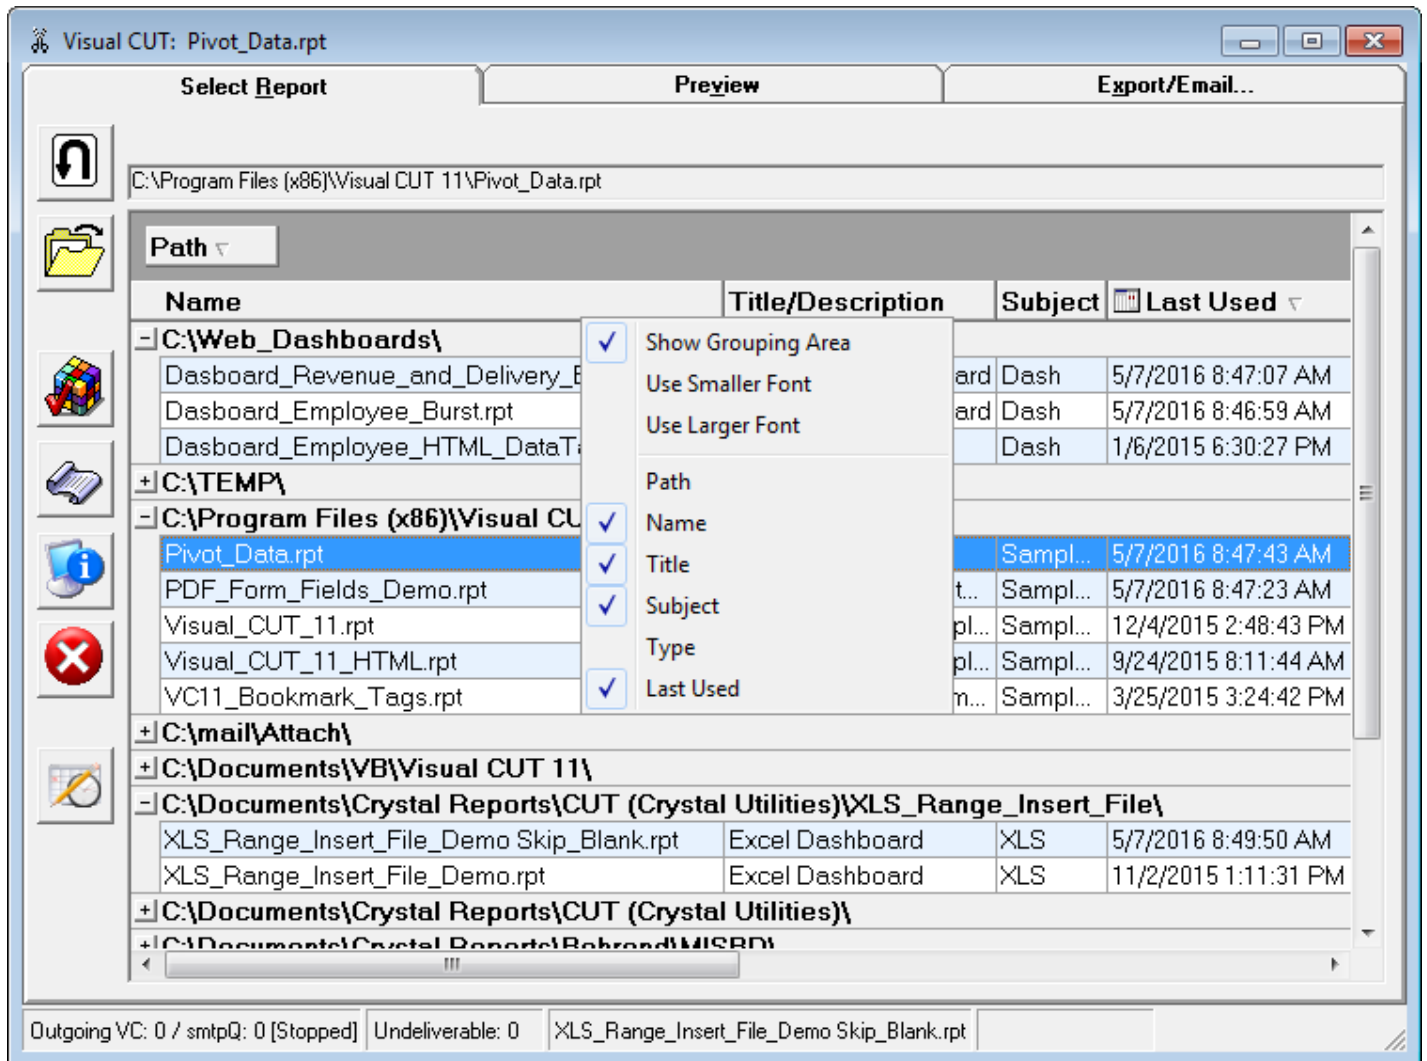 Visual CUT: Pivot_Data.rpt
Select Report Preview Export/Email...
C:\Program Files (x86)\Visual CUT 11\Pivot_Data.rpt
Path
Name Title/Description Subject Last Used
C:\Web_Dashboards\
Dasboard_Revenue_and_Delivery_ ard Dash 5/7/2016 8:47:07 AM
Dasboard_Employee_Burst.rpt ard Dash 5/7/2016 8:46:59 AM
Dasboard_Employee_HTML_DataT Dash 1/6/2015 6:30:27 PM
C:\TEMP\
C:\Program Files (x86)\Visual CU
Pivot_Data.rpt Sampl... 5/7/2016 8:47:43 AM
PDF_Form_Fields_Demo.rpt t... Sampl... 5/7/2016 8:47:23 AM
Visual_CUT_11.rpt pl... Sampl... 12/4/2015 2:48:43 PM
Visual_CUT_11_HTML.rpt pl... Sampl... 9/24/2015 8:11:44 AM
VC11_Bookmark_Tags.rpt m... Sampl... 3/25/2015 3:24:42 PM
Show Grouping Area
Use Smaller Font
Use Larger Font
Path
Name
Title
Subject
Type
Last Used
C:\mail\Attach\
C:\Documents\VB\Visual CUT 11\
C:\Documents\Crystal Reports\CUT (Crystal Utilities)\XLS_Range_Insert_File\
XLS_Range_Insert_File_Demo Skip_Blank.rpt Excel Dashboard XLS 5/7/2016 8:49:50 AM
XLS_Range_Insert_File_Demo.rpt Excel Dashboard XLS 11/2/2015 1:11:31 PM
C:\Documents\Crystal Reports\CUT (Crystal Utilities)\
C:\Documents\Crystal Reports\
Outgoing VC: 0 / smtpQ: 0 [Stopped] Undeliverable: 0 XLS_Range_Insert_File_Demo Skip_Blank.rpt